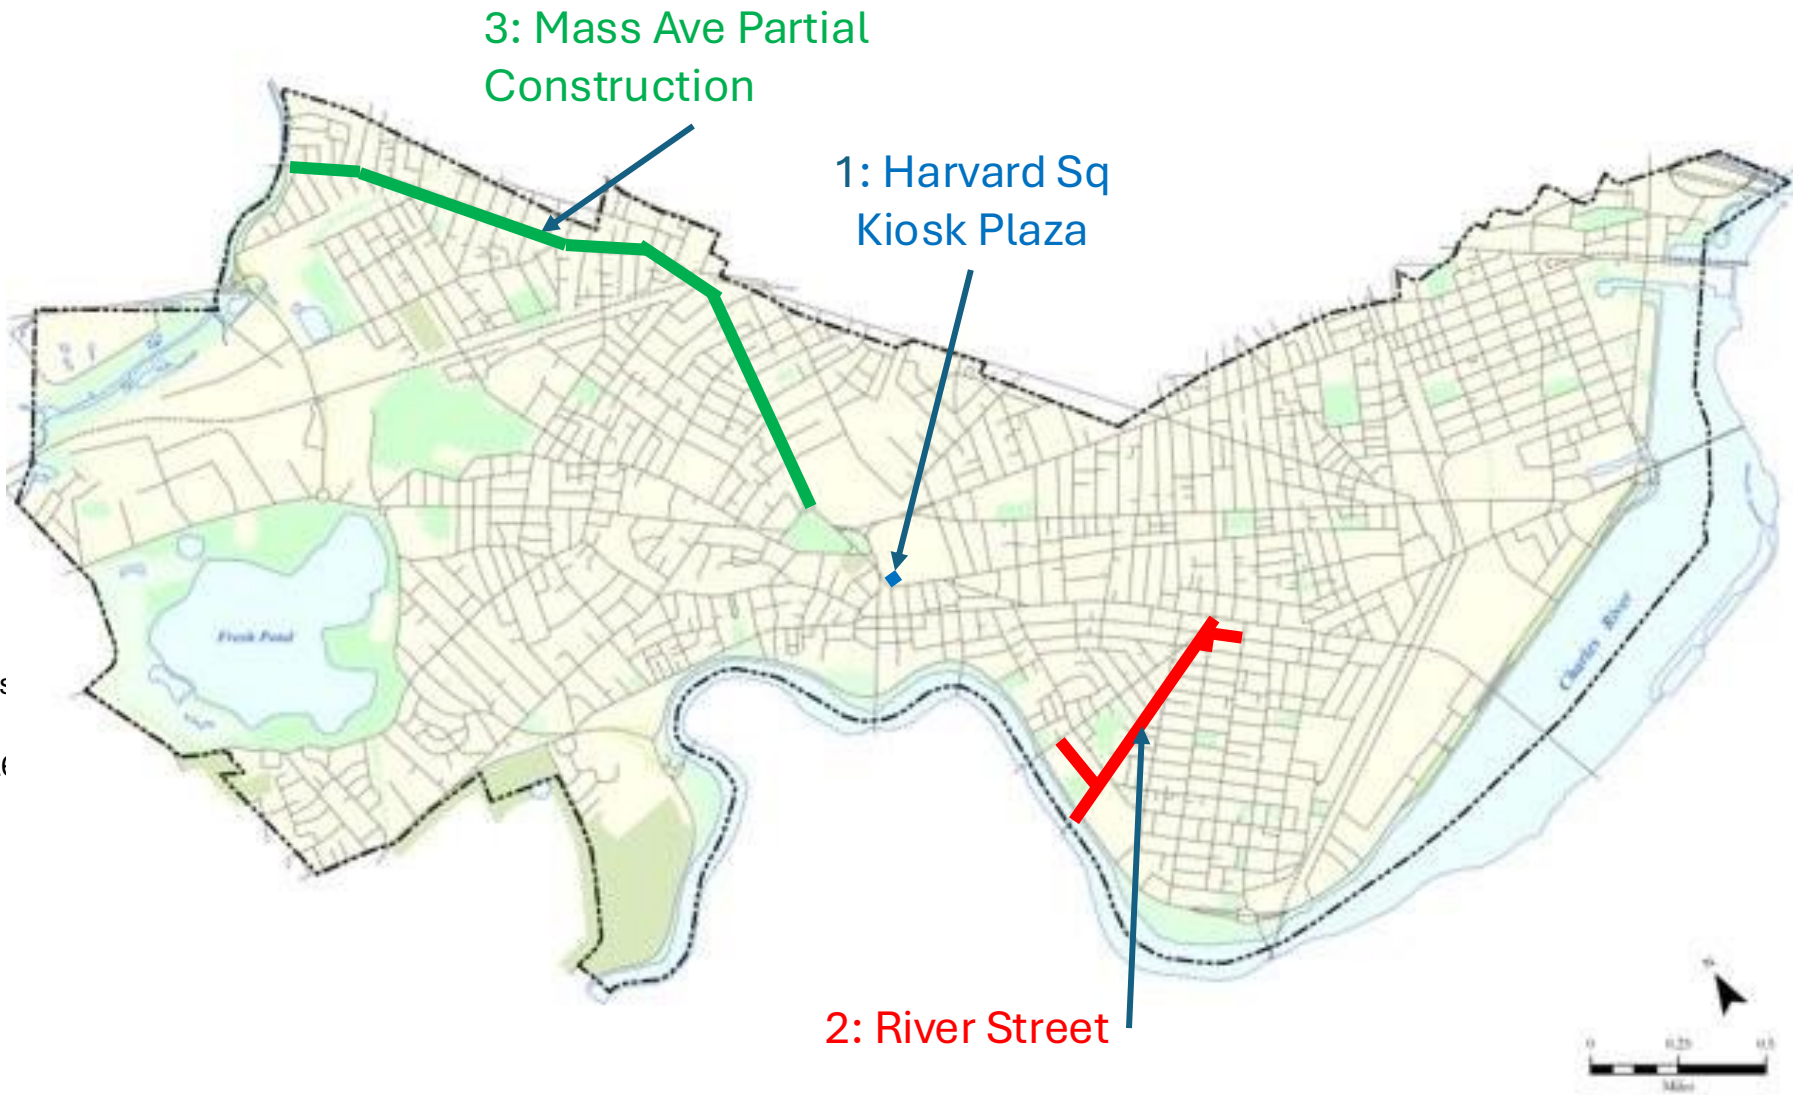 3: Mass Ave Partial
Construction
1: Harvard Sq
Kiosk Plaza
Fresh Pond
Charles River
2: River Street
0 0.25 0.5
Miles